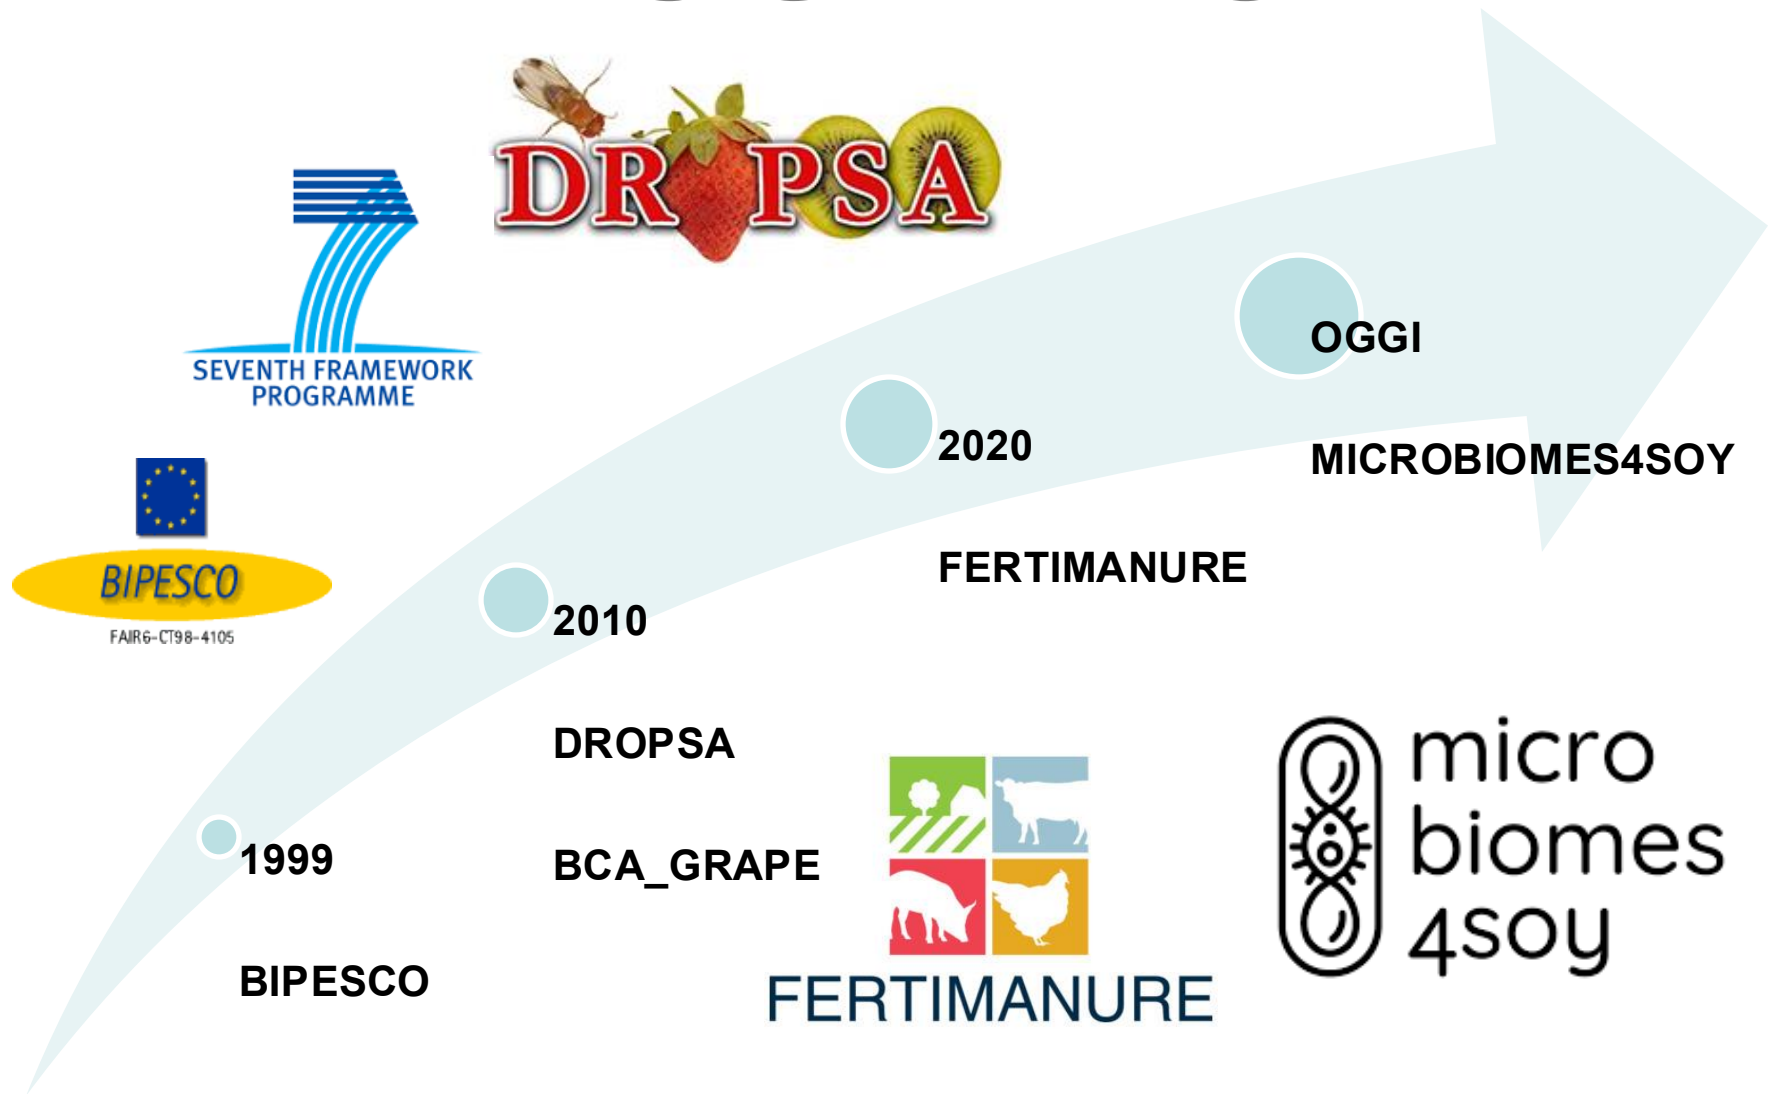 DROPSA
SEVENTH FRAMEWORK
PROGRAMME
BIPESCO
FAIR6-CT98-4105
1999
BIPESCO
2010
DROPSA
BCA_GRAPE
2020
FERTIMANURE
OGGI
MICROBIOMES4SOY
FERTIMANURE
micro
biomes
4soy